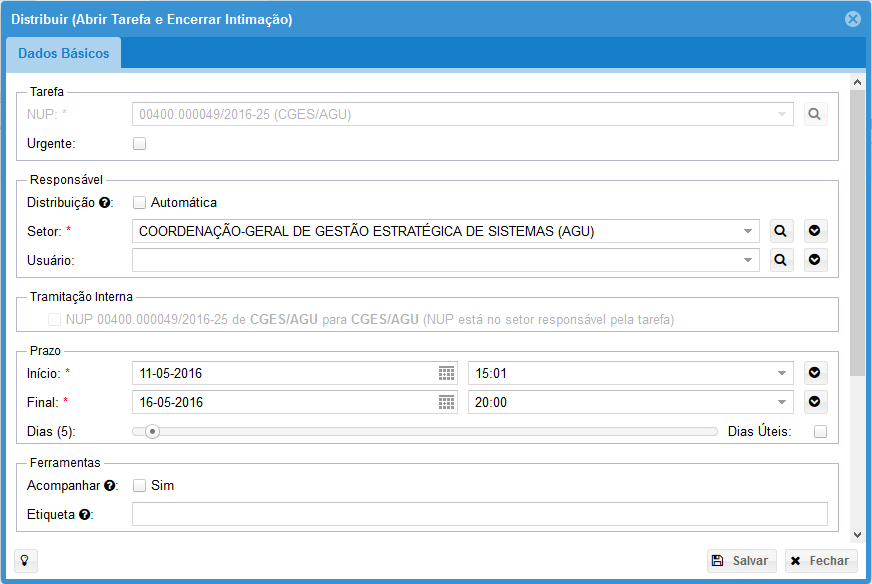 Distribuir (Abrir Tarefa e Encerrar Intimação)
Dados Básicos
Tarefa
NUP: * 00400.000049/2016-25 (CGES/AGU)
Urgente:
Responsável
Distribuição ?: Automática
Setor: * COORDENAÇÃO-GERAL DE GESTÃO ESTRATÉGICA DE SISTEMAS (AGU)
Usuário:
Tramitação Interna
NUP 00400.000049/2016-25 de CGES/AGU para CGES/AGU (NUP está no setor responsável pela tarefa)
Prazo
Início: * 11-05-2016 15:01
Final: * 16-05-2016 20:00
Dias (5): Dias Úteis:
Ferramentas
Acompanhar ?: Sim
Etiqueta ?:
Salvar Fechar